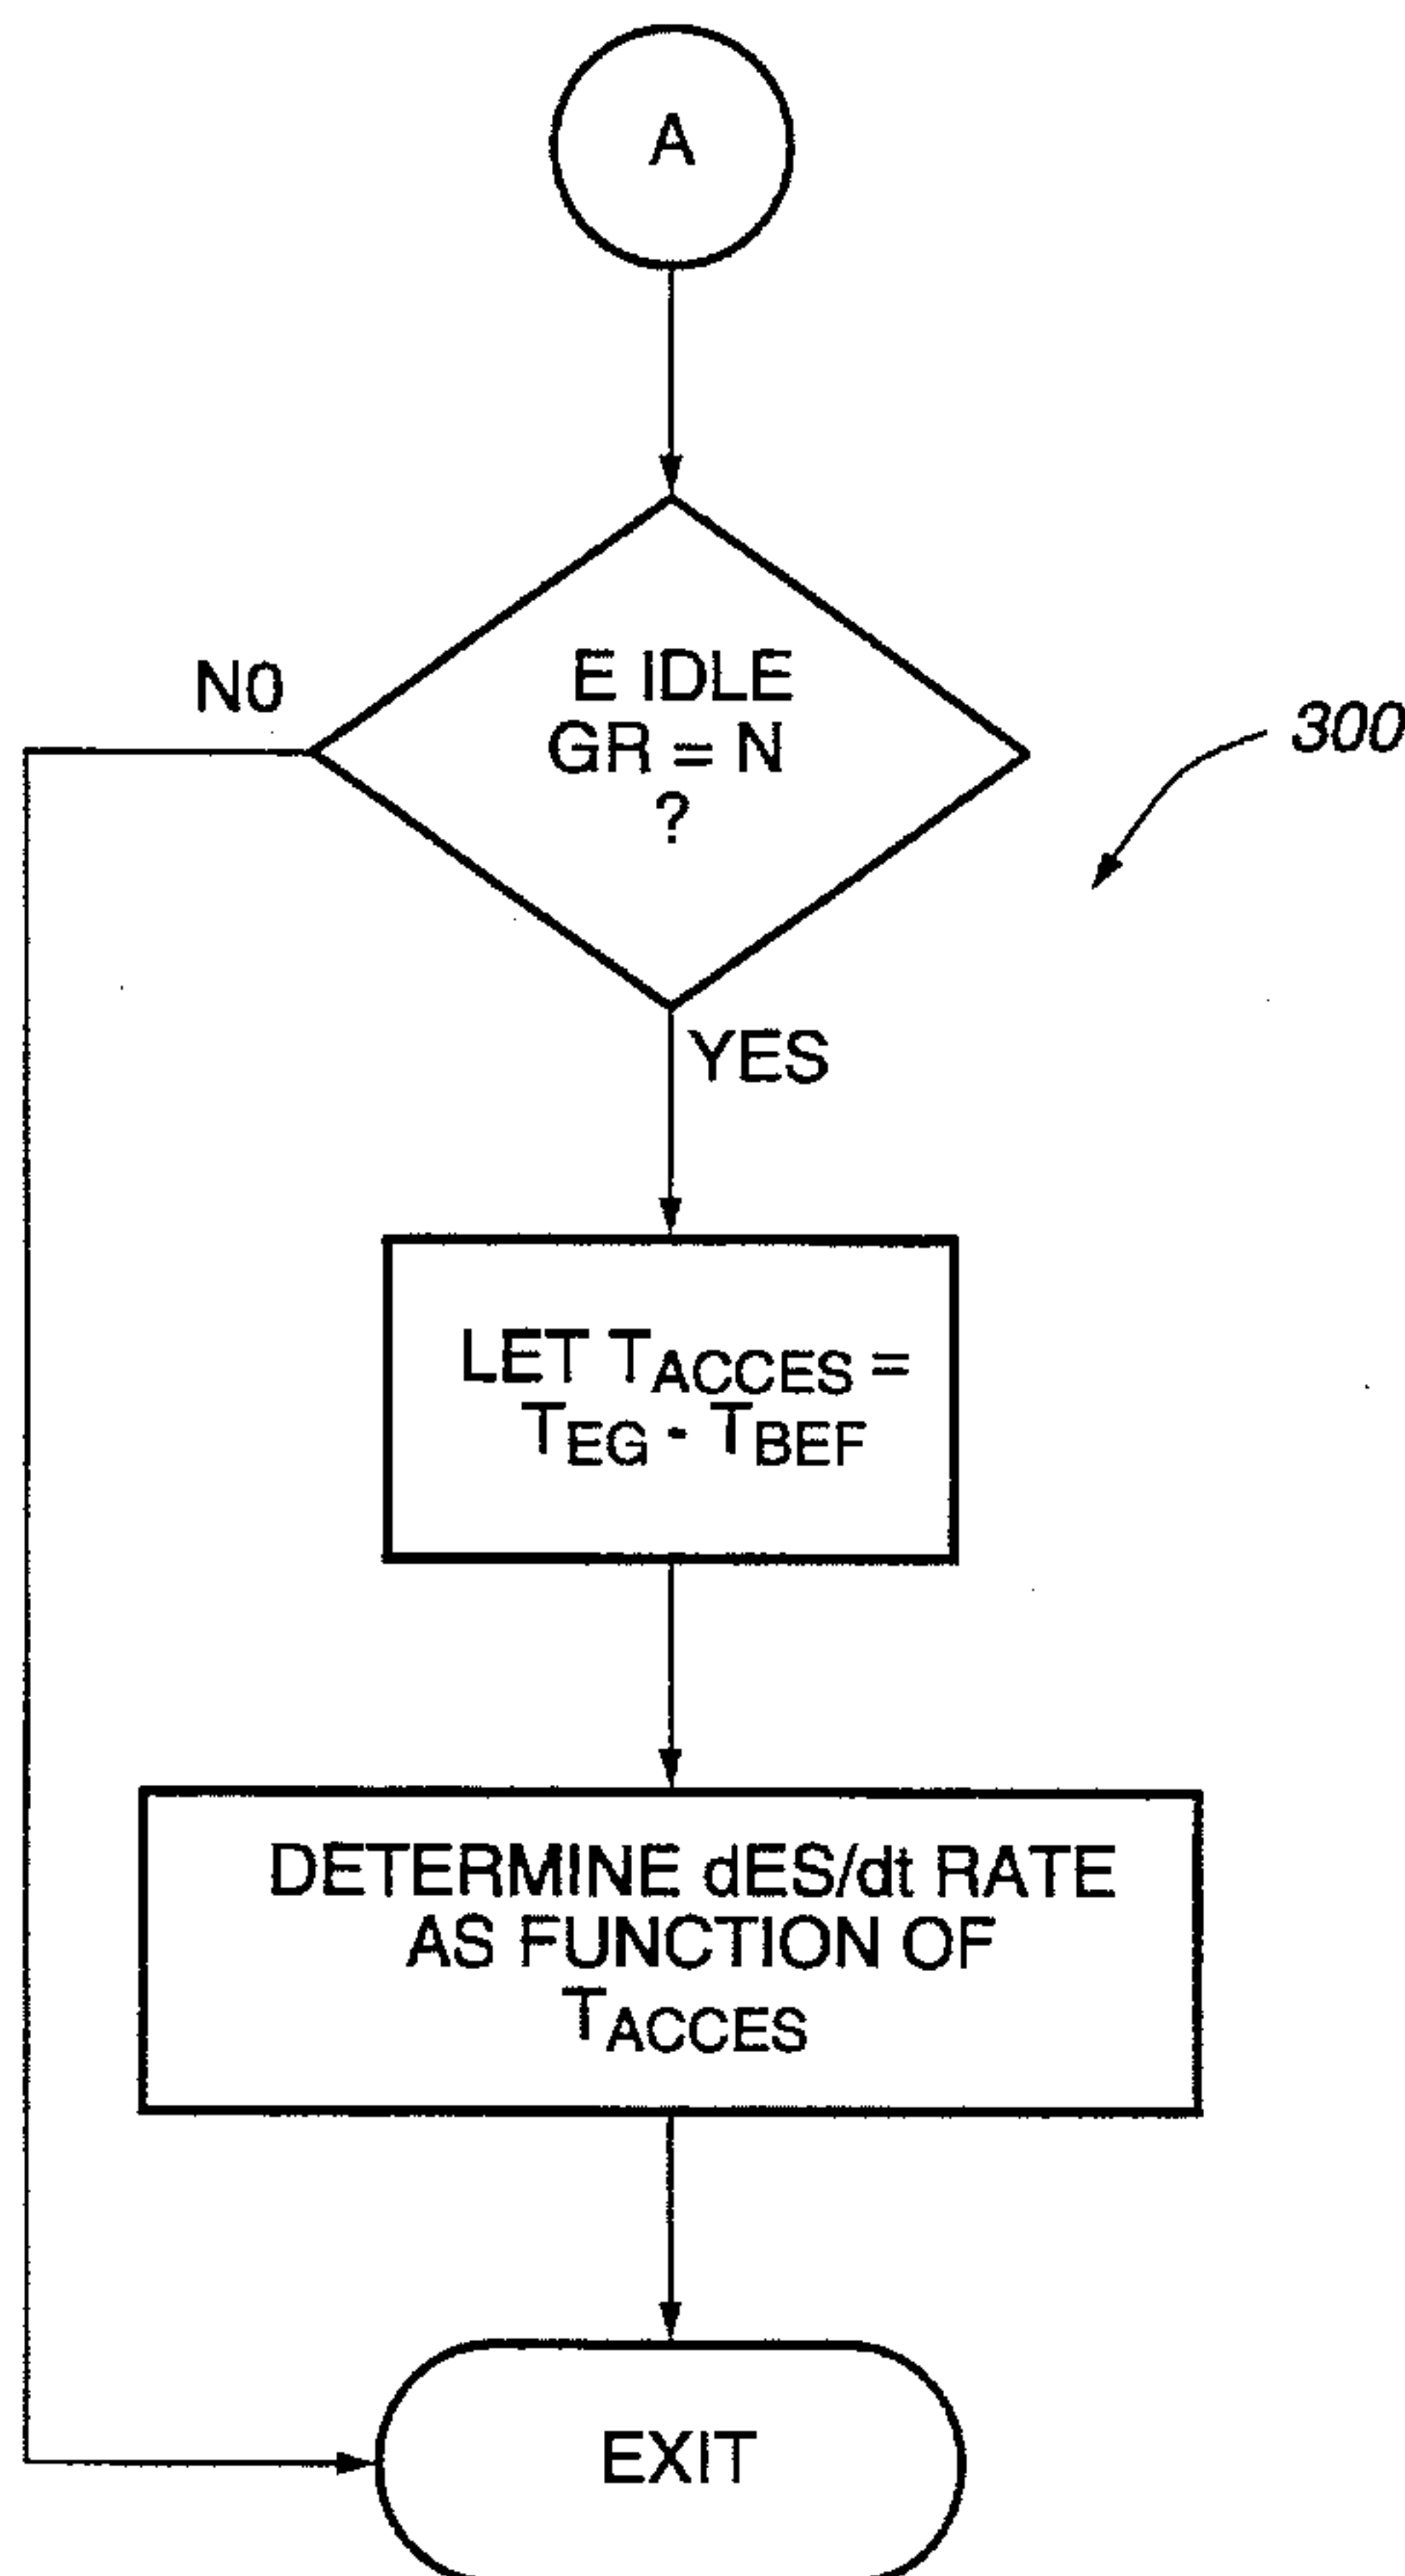 A
E IDLE
GR = N
?
N0
300
YES
LET TACCES =
TEG - TBEF
DETERMINE dES/dt RATE
AS FUNCTION OF
TACCES
EXIT